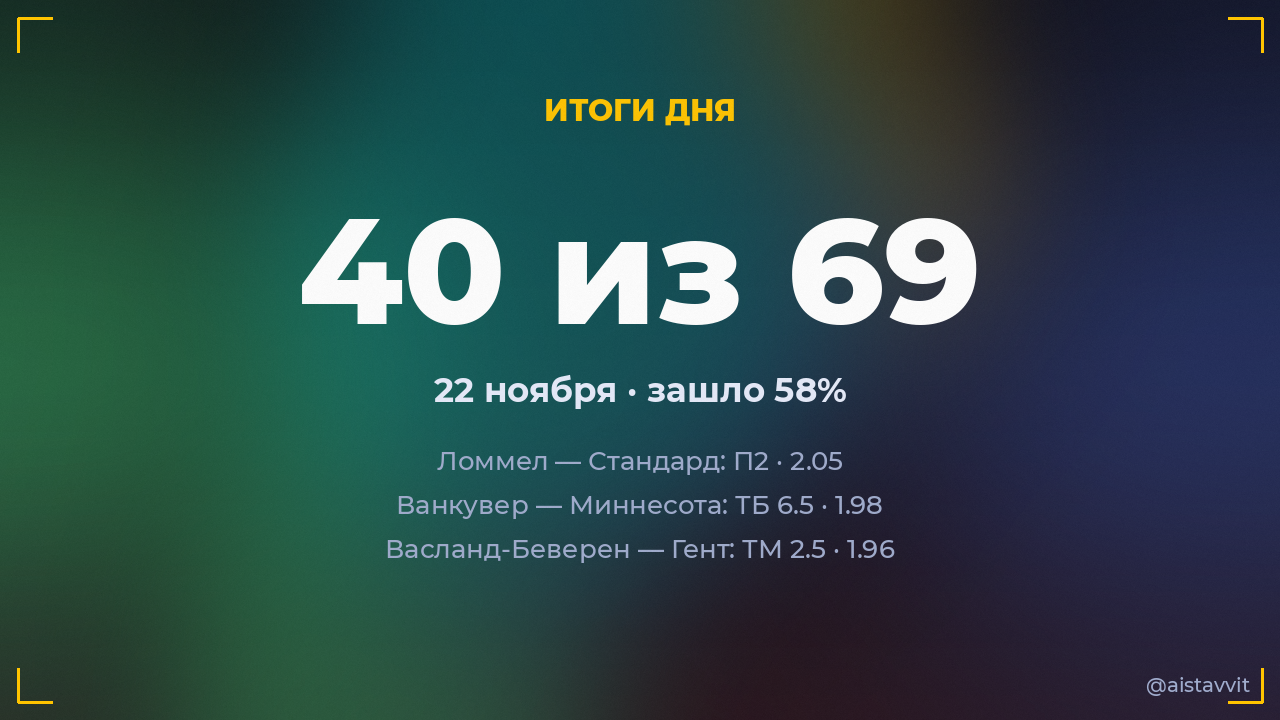 ИТОГИ ДНЯ
40 из 69
22 ноября · зашло 58%
Ломмел — Стандард: П2 · 2.05
Ванкувер — Миннесота: ТБ 6.5 · 1.98
Васланд-Беверен — Гент: ТМ 2.5 · 1.96
@aistavvit